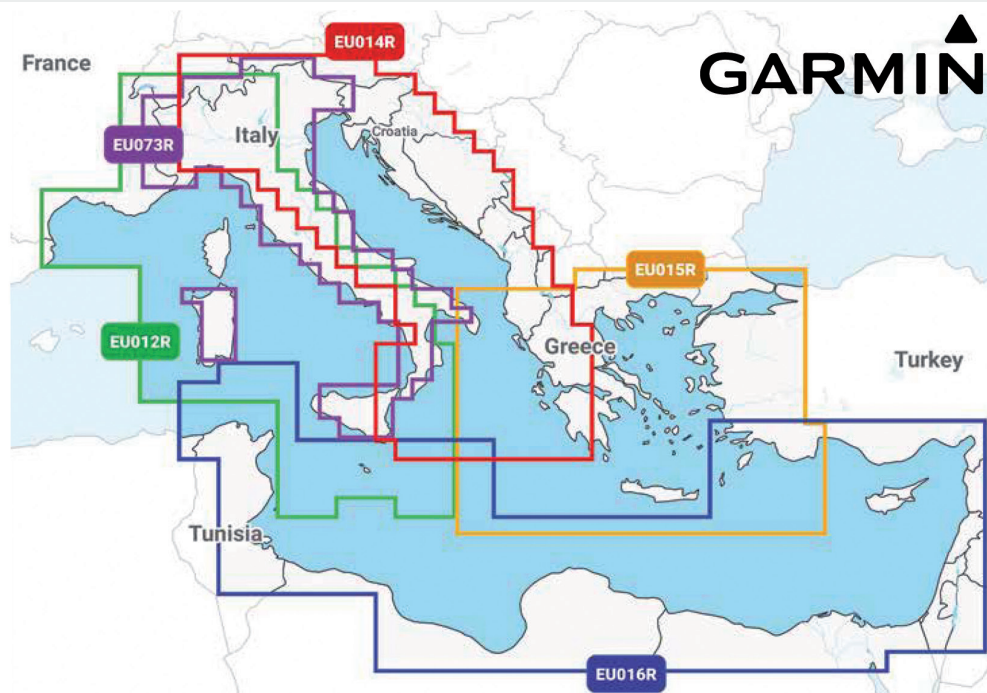 EU014R
GARMIN
France
Italy
Croatia
EU073R
EU015R
EU012R
Greece
Turkey
Tunisia
EU016R